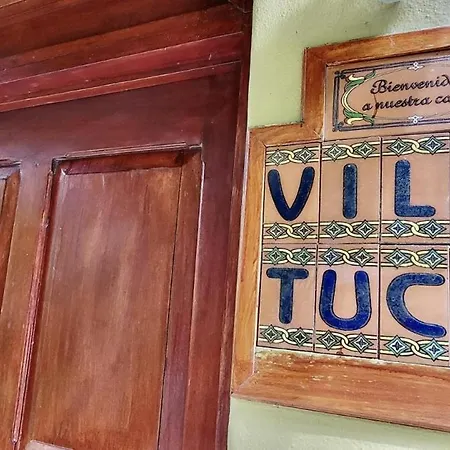 Bienvenid
a nuestra ca
VIL
TUC